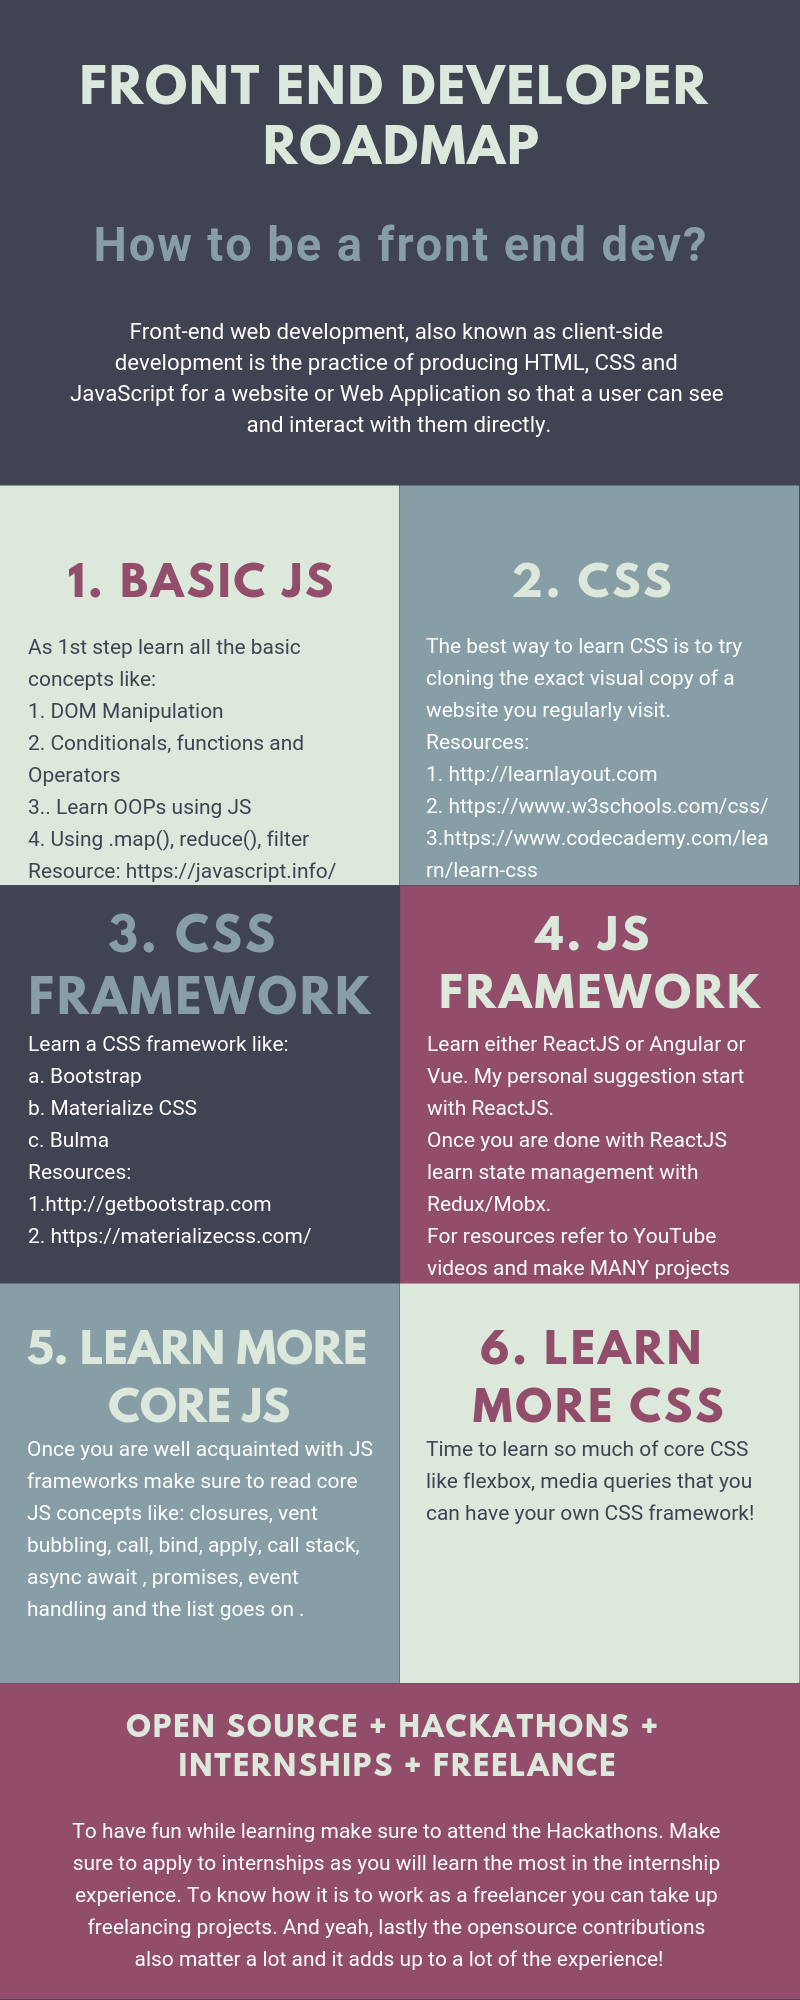 FRONT END DEVELOPER
ROADMAP
How to be a front end dev?
Front-end web development, also known as client-side
development is the practice of producing HTML, CSS and
JavaScript for a website or Web Application so that a user can see
and interact with them directly.
1. BASIC JS
As 1st step learn all the basic
concepts like:
1. DOM Manipulation
2. Conditionals, functions and
Operators
3.. Learn OOPs using JS
4. Using .map(), reduce(), filter
Resource: https://javascript.info/
2. CSS
The best way to learn CSS is to try
cloning the exact visual copy of a
website you regularly visit.
Resources:
1. http://learnlayout.com
2. https://www.w3schools.com/css/
3.https://www.codecademy.com/lea
rn/learn-css
3. CSS
FRAMEWORK
Learn a CSS framework like:
a. Bootstrap
b. Materialize CSS
c. Bulma
Resources:
1.http://getbootstrap.com
2. https://materializecss.com/
4. JS
FRAMEWORK
Learn either ReactJS or Angular or
Vue. My personal suggestion start
with ReactJS.
Once you are done with ReactJS
learn state management with
Redux/Mobx.
For resources refer to YouTube
videos and make MANY projects
5. LEARN MORE
CORE JS
Once you are well acquainted with JS
frameworks make sure to read core
JS concepts like: closures, vent
bubbling, call, bind, apply, call stack,
async await , promises, event
handling and the list goes on .
6. LEARN
MORE CSS
Time to learn so much of core CSS
like flexbox, media queries that you
can have your own CSS framework!
OPEN SOURCE + HACKATHONS +
INTERNSHIPS + FREELANCE
To have fun while learning make sure to attend the Hackathons. Make
sure to apply to internships as you will learn the most in the internship
experience. To know how it is to work as a freelancer you can take up
freelancing projects. And yeah, lastly the opensource contributions
also matter a lot and it adds up to a lot of the experience!